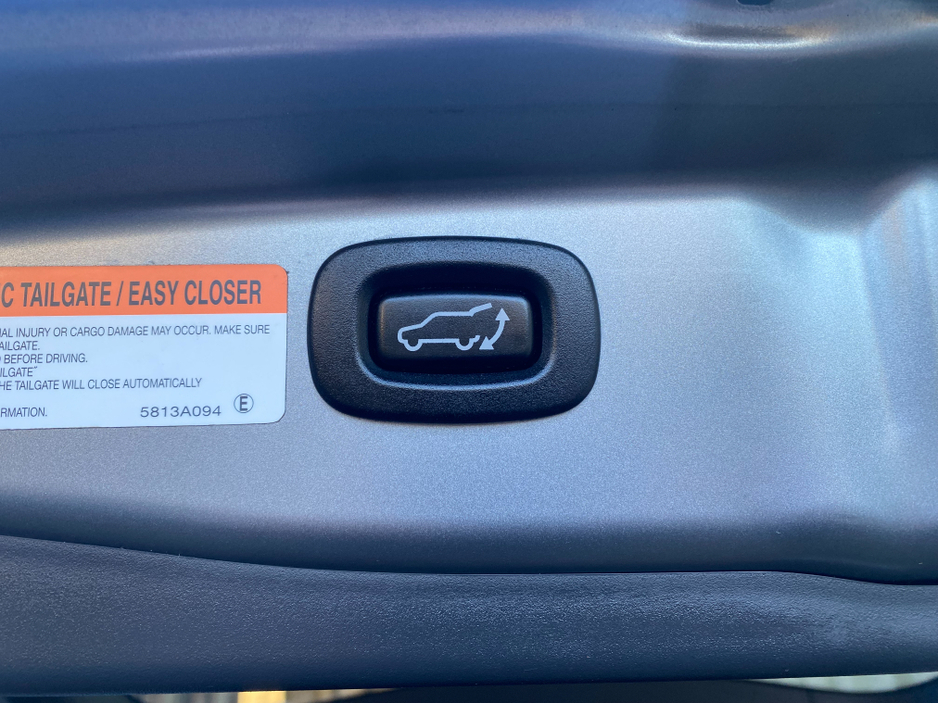 C TAILGATE / EASY CLOSER
AL INJURY OR CARGO DAMAGE MAY OCCUR. MAKE SURE
AILGATE.
BEFORE DRIVING.
ILGATE"
HE TAILGATE WILL CLOSE AUTOMATICALLY
RMATION.
5813A094 E